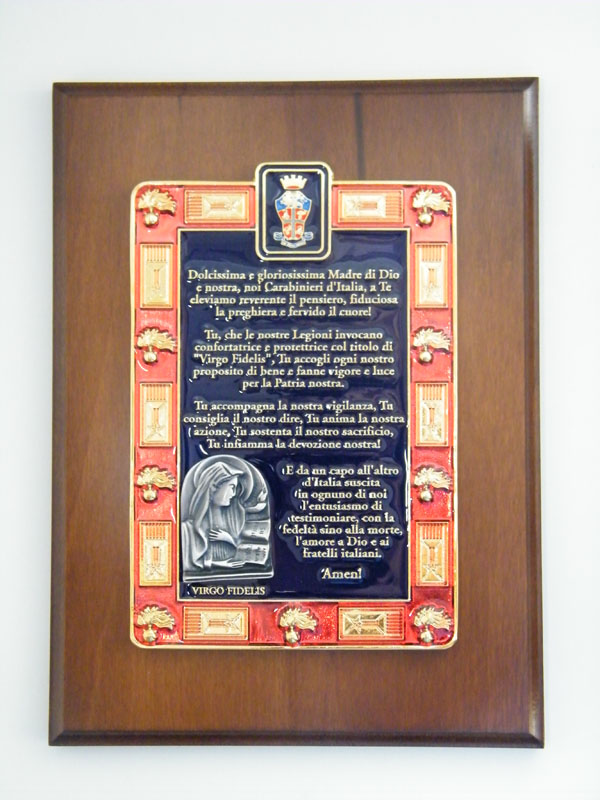 Dolcissima e gloriosissima Madre di Dio
e nostra, noi Carabinieri d'Italia, a Te
eleviamo reverente il pensiero, fiduciosa
la preghiera e fervido il cuore!
Tu, che le nostre Legioni invocano
confortatrice e protettrice col titolo di
"Virgo Fidelis", Tu accogli ogni nostro
proposito di bene e fanne vigore e luce
per la Patria nostra.
Tu accompagna la nostra vigilanza, Tu
consiglia il nostro dire, Tu anima la nostra
azione, Tu sostenta il nostro sacrificio,
Tu infiamma la devozione nostra!
E da un capo all'altro
d'Italia suscita
in ognuno di noi
l'entusiasmo di
testimoniare, con la
fedeltà sino alla morte,
l'amore a Dio e ai
fratelli italiani.
Amen!
VIRGO FIDELIS